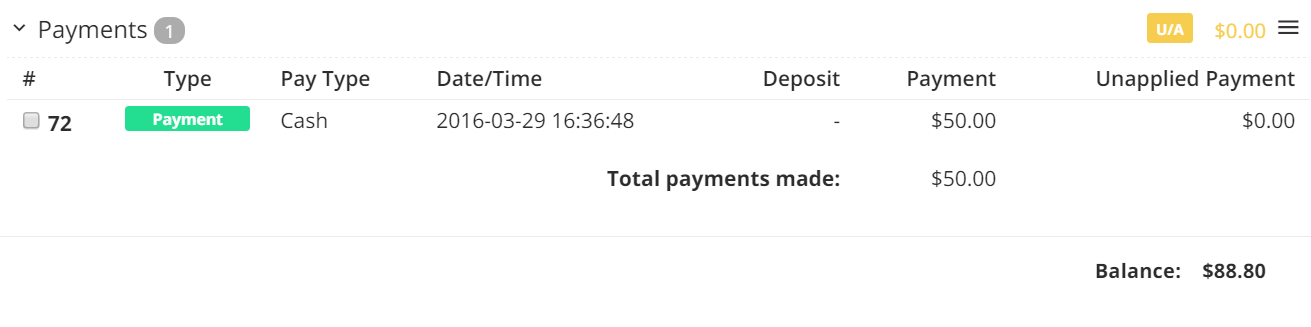 Payments 1 U/A $0.00
# Type Pay Type Date/Time Deposit Payment Unapplied Payment
72 Payment Cash 2016-03-29 16:36:48 - $50.00 $0.00
Total payments made: $50.00
Balance: $88.80